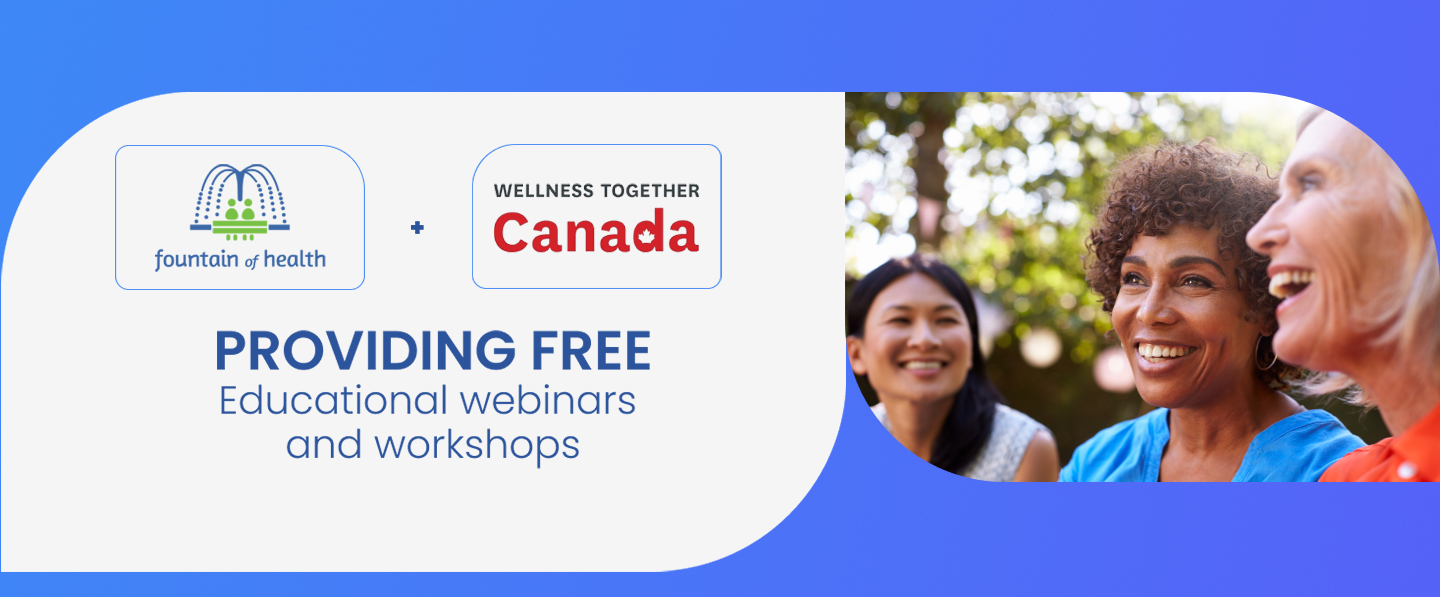 fountain of health
+
WELLNESS TOGETHER
Canada
PROVIDING FREE
Educational webinars
and workshops